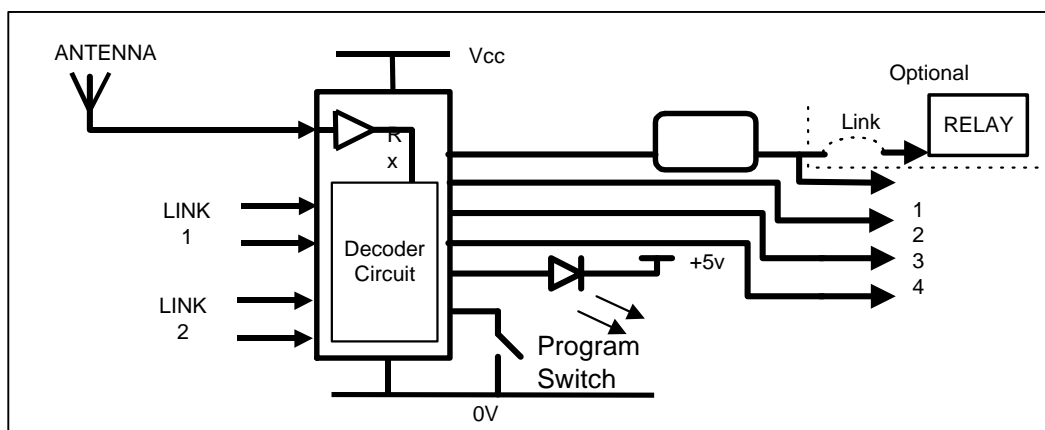 ANTENNA
Vcc
Optional
RELAY
Link
R
x
LINK
1
Decoder
Circuit
LINK
2
1
2
3
4
+5v
Program
Switch
0V